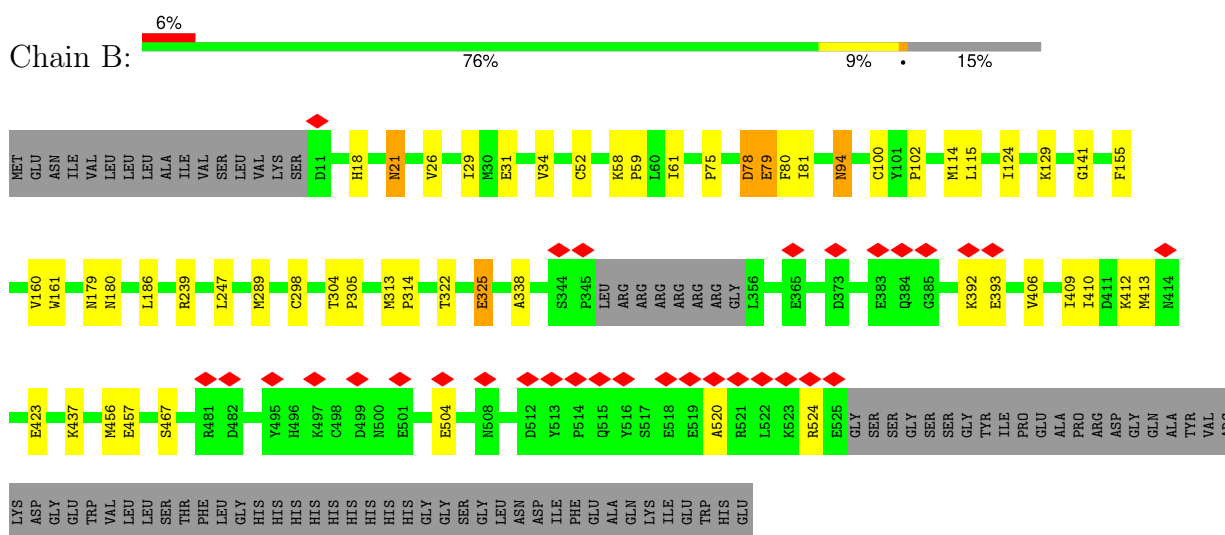 6%
Chain B:
76% 9% • 15%
MET GLU ASN ILE VAL LEU LEU LEU ALA ILE VAL SER LEU VAL LYS SER D11 H18 N21 V26 I29 M30 E31 V34 C52 K58 P59 L60 I61 P75 D78 E79 F80 I81 N94 C100 Y101 P102 M114 L115 I124 K129 G141 F155
V160 W161 N179 N180 L186 R239 L247 M289 C298 T304 P305 M313 P314 T322 E325 A338 S344 P345 LEU ARG ARG ARG ARG ARG GLY L356 E365 D373 E383 Q384 G385 K392 E393 V406 I409 I410 D411 K412 M413 N414
E423 K437 M456 E457 S467 R481 D482 Y495 H496 K497 C498 D499 N500 E501 E504 N508 D512 Y513 P514 Q515 Y516 S517 E518 E519 A520 R521 L522 K523 R524 E525 GLY SER SER GLY SER SER GLY TYR ILE PRO GLU ALA PRO ARG ASP GLY GLN ALA TYR VAL ARG
LYS ASP GLY GLU TRP VAL LEU LEU SER THR PHE LEU GLY HIS HIS HIS HIS HIS HIS HIS HIS GLY GLY SER GLY LEU ASN ASP ILE PHE GLU ALA GLN LYS ILE GLU TRP HIS GLU